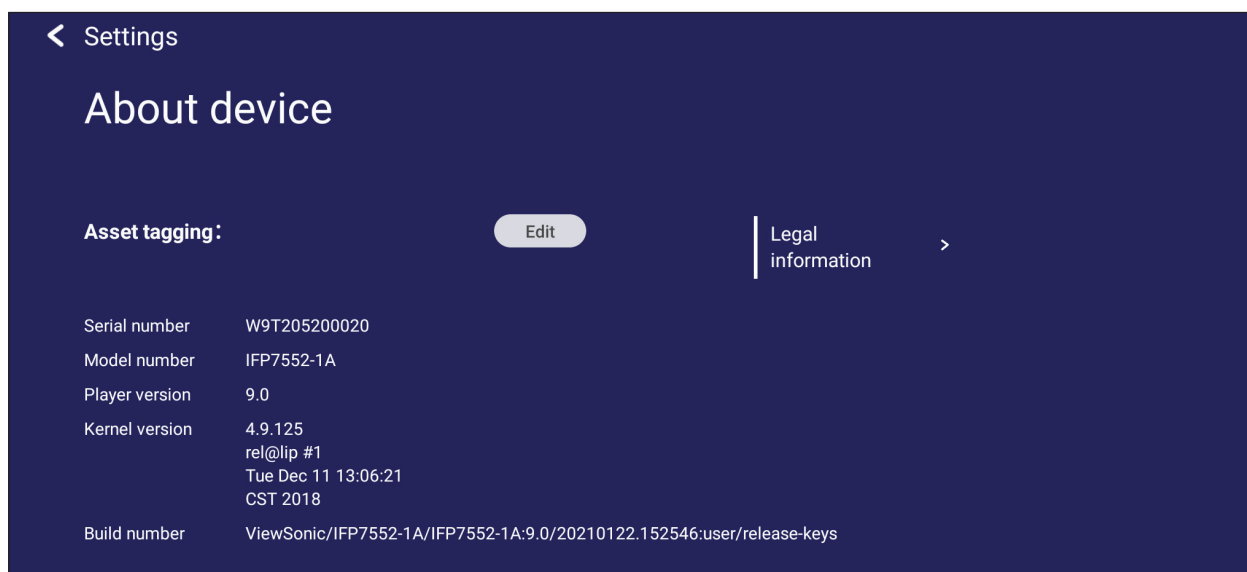 Settings
About device
Asset tagging:
Edit
Legal
information
Serial number W9T205200020
Model number IFP7552-1A
Player version 9.0
Kernel version 4.9.125
rel@lip #1
Tue Dec 11 13:06:21
CST 2018
Build number ViewSonic/IFP7552-1A/IFP7552-1A:9.0/20210122.152546:user/release-keys